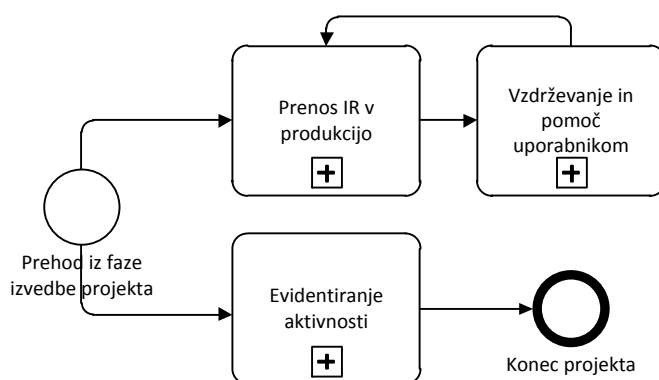 Prenos IR v
produkcijo
Vzdrževanje in
pomoč
uporabnikom
Prehod iz faze
izvedbe projekta
Evidentiranje
aktivnosti
Konec projekta